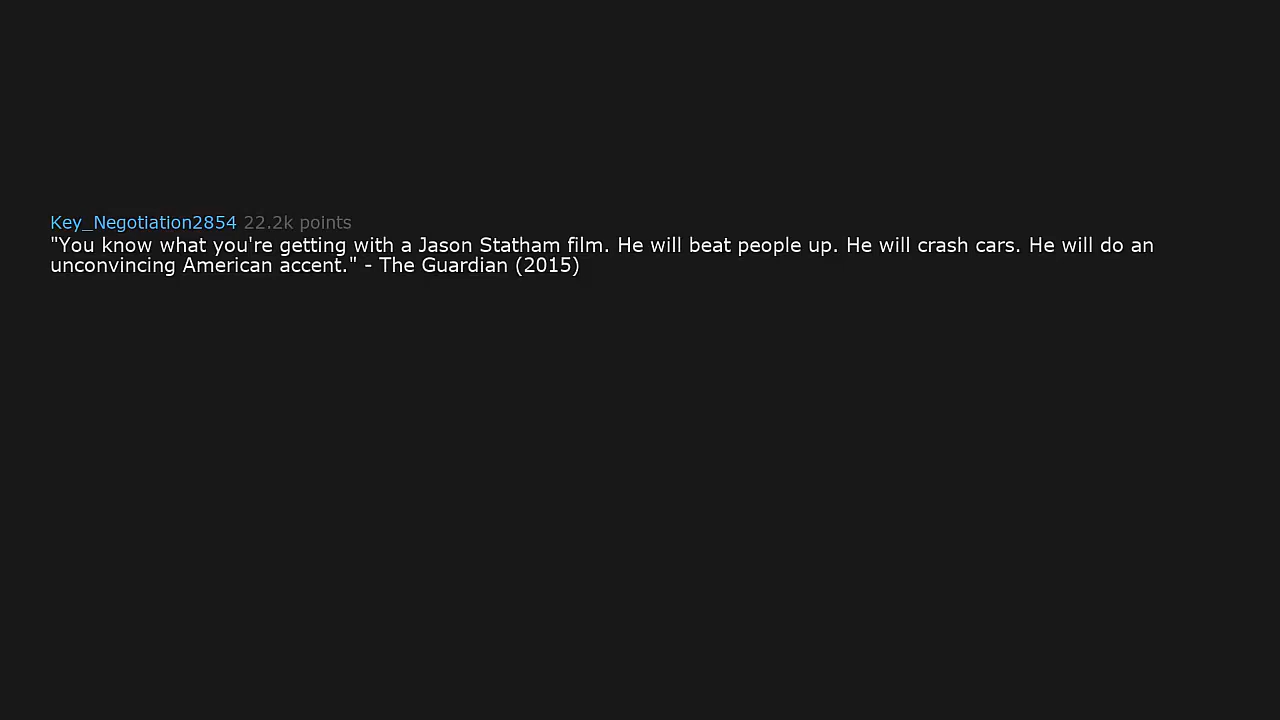 Key_Negotiation2854 22.2k points
"You know what you're getting with a Jason Statham film. He will beat people up. He will crash cars. He will do an
unconvincing American accent." - The Guardian (2015)